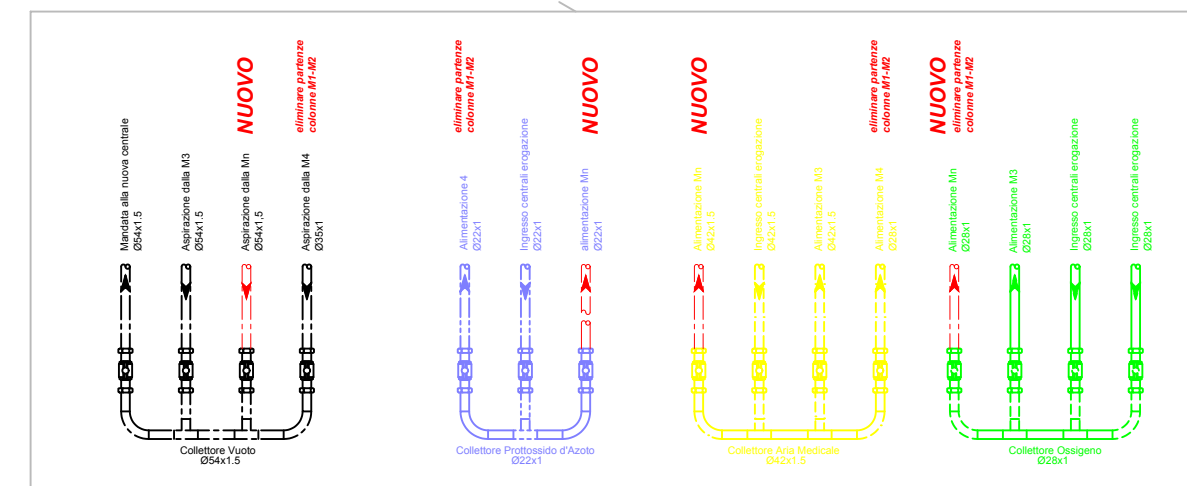 Mandata alla nuova centrale
Ø54x1.5
Aspirazione dalla M3
Ø54x1.5
NUOVO
Aspirazione dalla Mn
Ø54x1.5
eliminare partenze
colonne M1-M2
Aspirazione dalla M4
Ø35x1
Collettore Vuoto
Ø54x1.5
eliminare partenze
colonne M1-M2
Alimentazione 4
Ø22x1
Ingresso centrali erogazione
Ø22x1
NUOVO
alimentazione Mn
Ø22x1
Collettore Prottossido d'Azoto
Ø22x1
NUOVO
Alimentazione Mn
Ø42x1.5
Ingresso centrali erogazione
Ø42x1.5
Alimentazione M3
Ø42x1.5
eliminare partenze
colonne M1-M2
Alimentazione M4
Ø28x1
Collettore Aria Medicale
Ø42x1.5
NUOVO
eliminare partenze
colonne M1-M2
Alimentazione Mn
Ø28x1
Alimentazione M3
Ø28x1
Ingresso centrali erogazione
Ø28x1
Ingresso centrali erogazione
Ø28x1
Collettore Ossigeno
Ø28x1